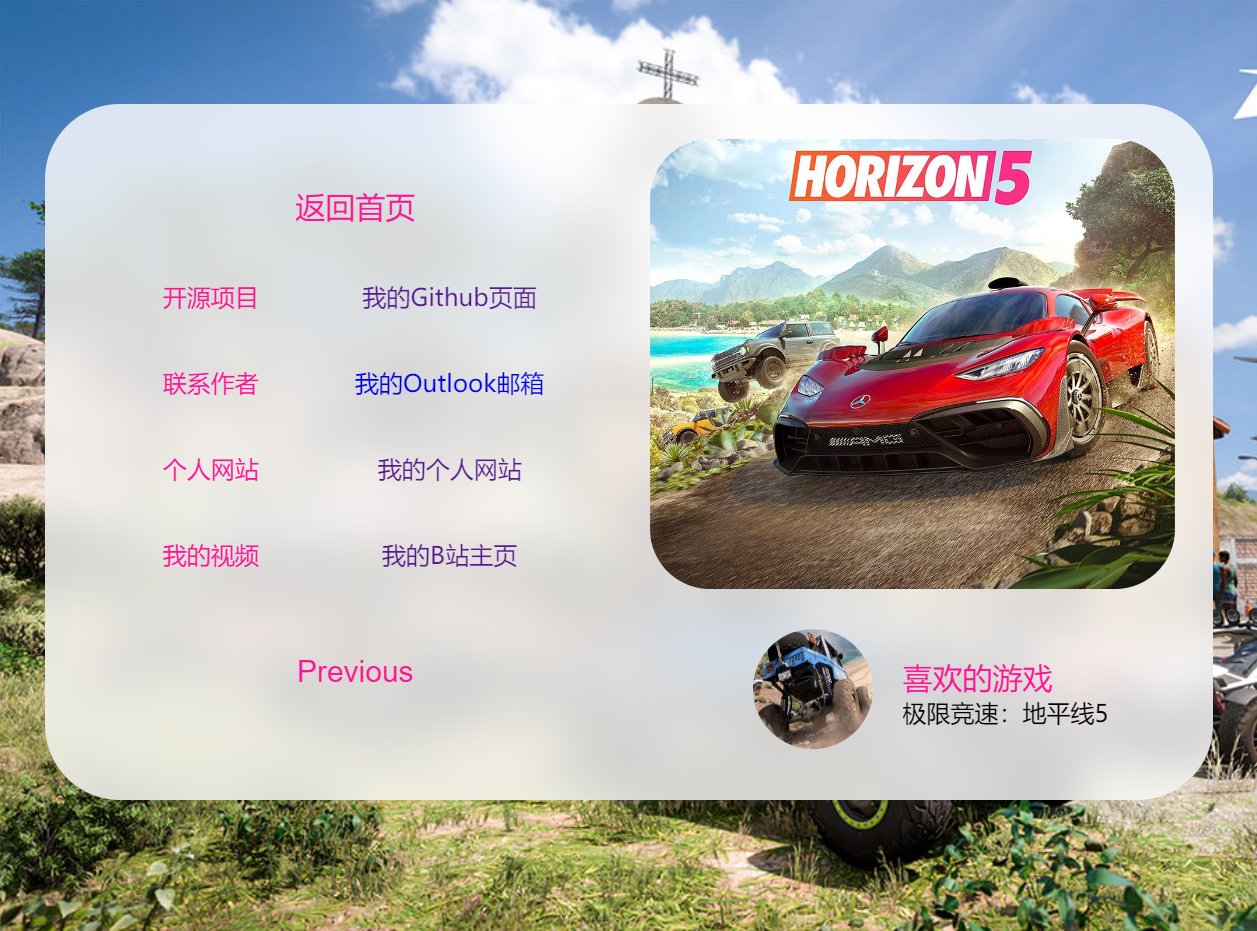 返回首页
开源项目 我的Github页面
联系作者 我的Outlook邮箱
个人网站 我的个人网站
我的视频 我的B站主页
Previous
HORIZON 5
AMG
喜欢的游戏
极限竞速：地平线5